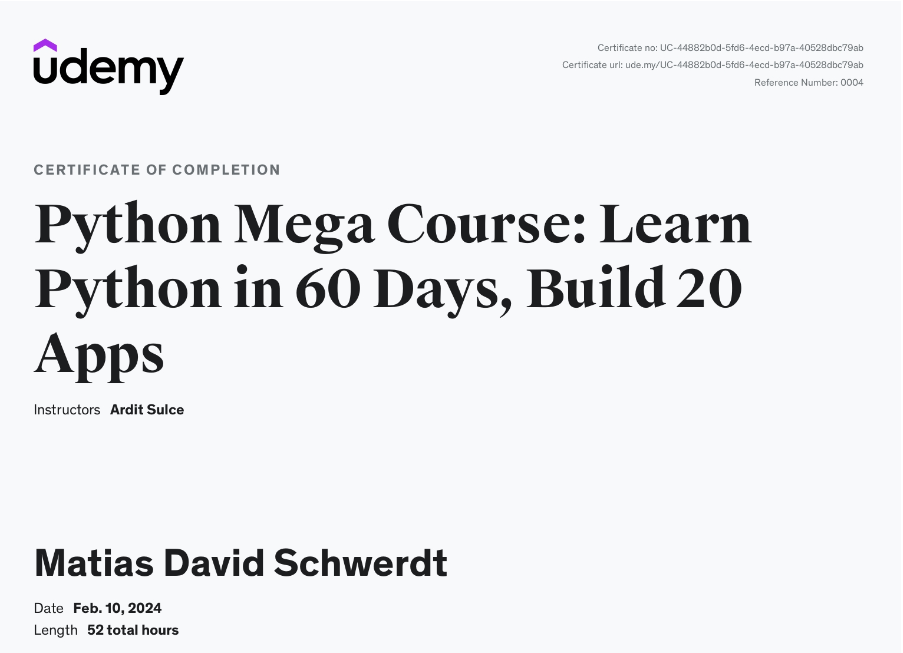 udemy
Certificate no: UC-44882b0d-5fd6-4ecd-b97a-40528dbc79ab
Certificate url: ude.my/UC-44882b0d-5fd6-4ecd-b97a-40528dbc79ab
Reference Number: 0004
CERTIFICATE OF COMPLETION
Python Mega Course: Learn
Python in 60 Days, Build 20
Apps
Instructors Ardit Sulce
Matias David Schwerdt
Date Feb. 10, 2024
Length 52 total hours